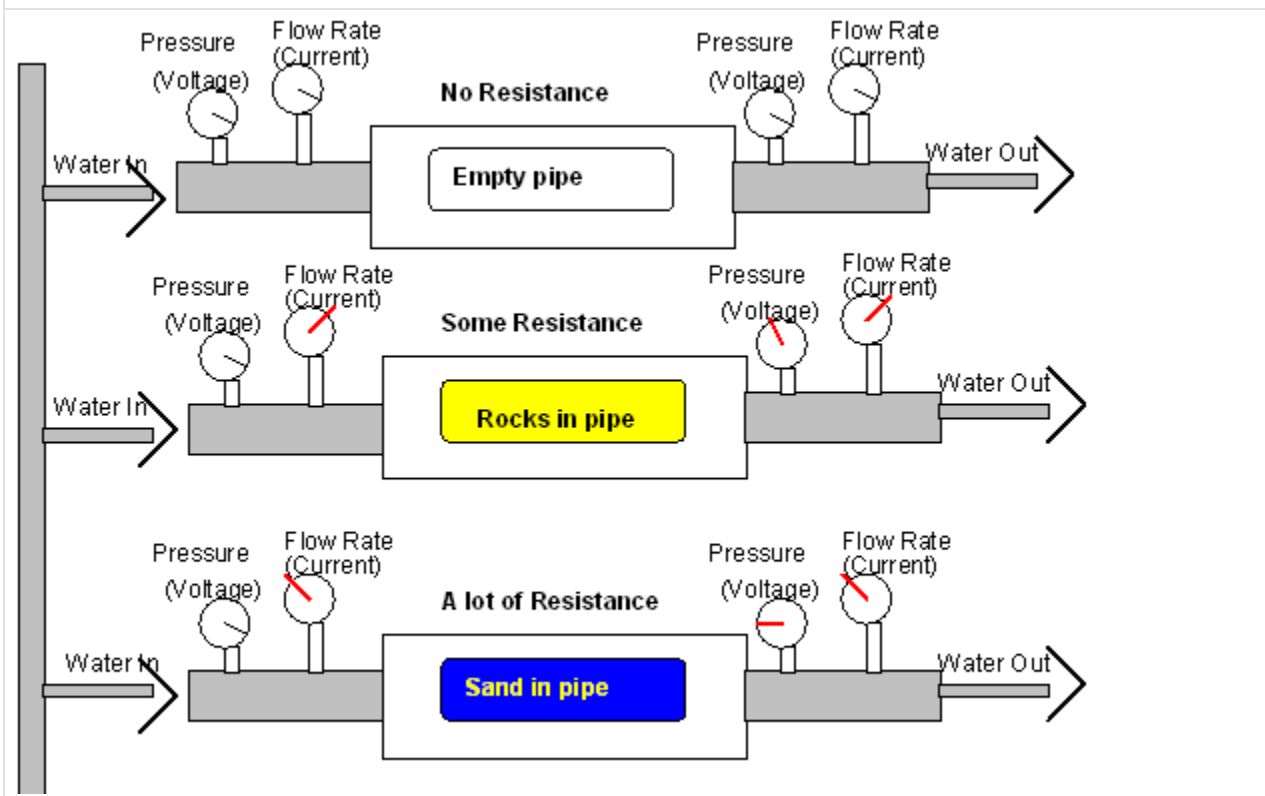 Flow Rate
Flow Rate
Pressure
(Current)
Pressure
(Current)
(Voltage)
No Resistance
(Voltage)
Water In
Empty pipe
Water Out
Flow Rate
Flow Rate
Pressure
(Current)
Pressure
(Current)
(Voltage)
Some Resistance
(Voltage)
Water In
Rocks in pipe
Water Out
Flow Rate
Flow Rate
Pressure
(Current)
Pressure
(Current)
(Voltage)
A lot of Resistance
(Voltage)
Water In
Sand in pipe
Water Out